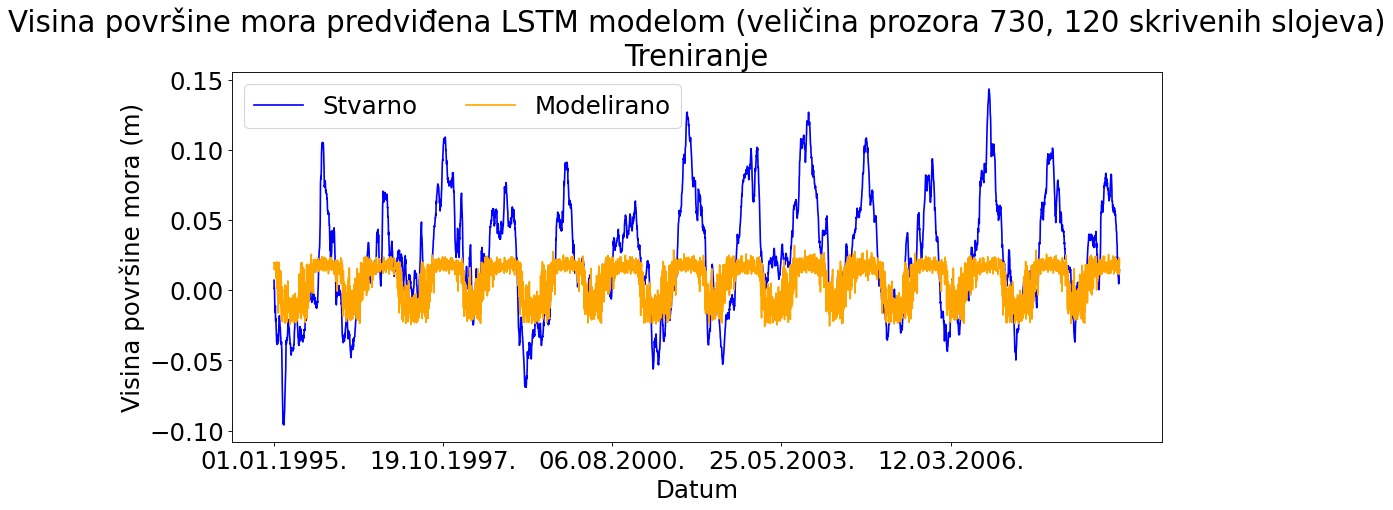 Visina površine mora predviđena LSTM modelom (veličina prozora 730, 120 skrivenih slojeva)
Treniranje
Stvarno Modelirano
Visina površine mora (m)
0.15
0.10
0.05
0.00
−0.05
−0.10
01.01.1995. 19.10.1997. 06.08.2000. 25.05.2003. 12.03.2006.
Datum